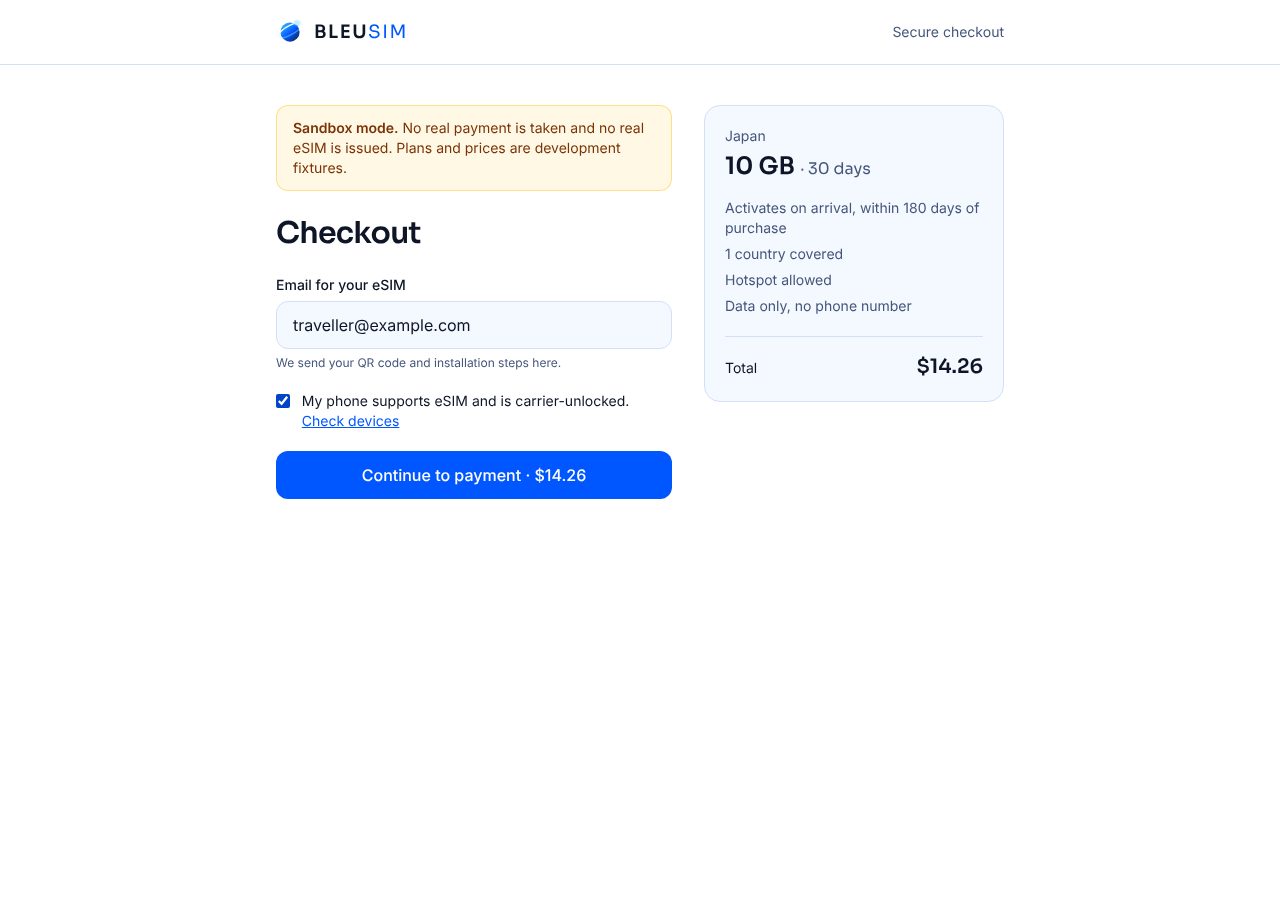 BLEUSIM
Secure checkout
Sandbox mode. No real payment is taken and no real
eSIM is issued. Plans and prices are development
fixtures.
Checkout
Email for your eSIM
traveller@example.com
We send your QR code and installation steps here.
My phone supports eSIM and is carrier-unlocked.
Check devices
Continue to payment · $14.26
Japan
10 GB · 30 days
Activates on arrival, within 180 days of
purchase
1 country covered
Hotspot allowed
Data only, no phone number
Total $14.26